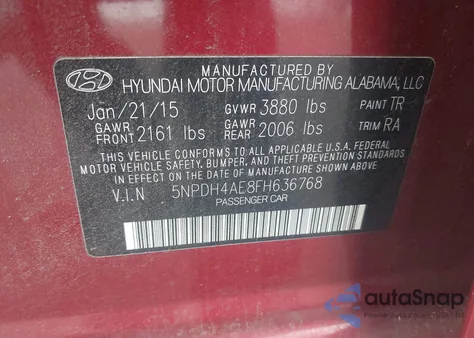 MANUFACTURED BY
HYUNDAI MOTOR MANUFACTURING ALABAMA, LLC
Jan/21/15 GVWR 3880 lbs PAINT TR
GAWR FRONT 2161 lbs GAWR REAR 2006 lbs TRIM RA
THIS VEHICLE CONFORMS TO ALL APPLICABLE FEDERAL
MOTOR VEHICLE SAFETY, BUMPER, AND THEFT PREVENTION
STANDARDS IN EFFECT ON THE DATE OF MANUFACTURE SHOWN ABOVE.
V.I.N 5NPDH4AE8FH636768
PASSENGER CAR
autoSnap